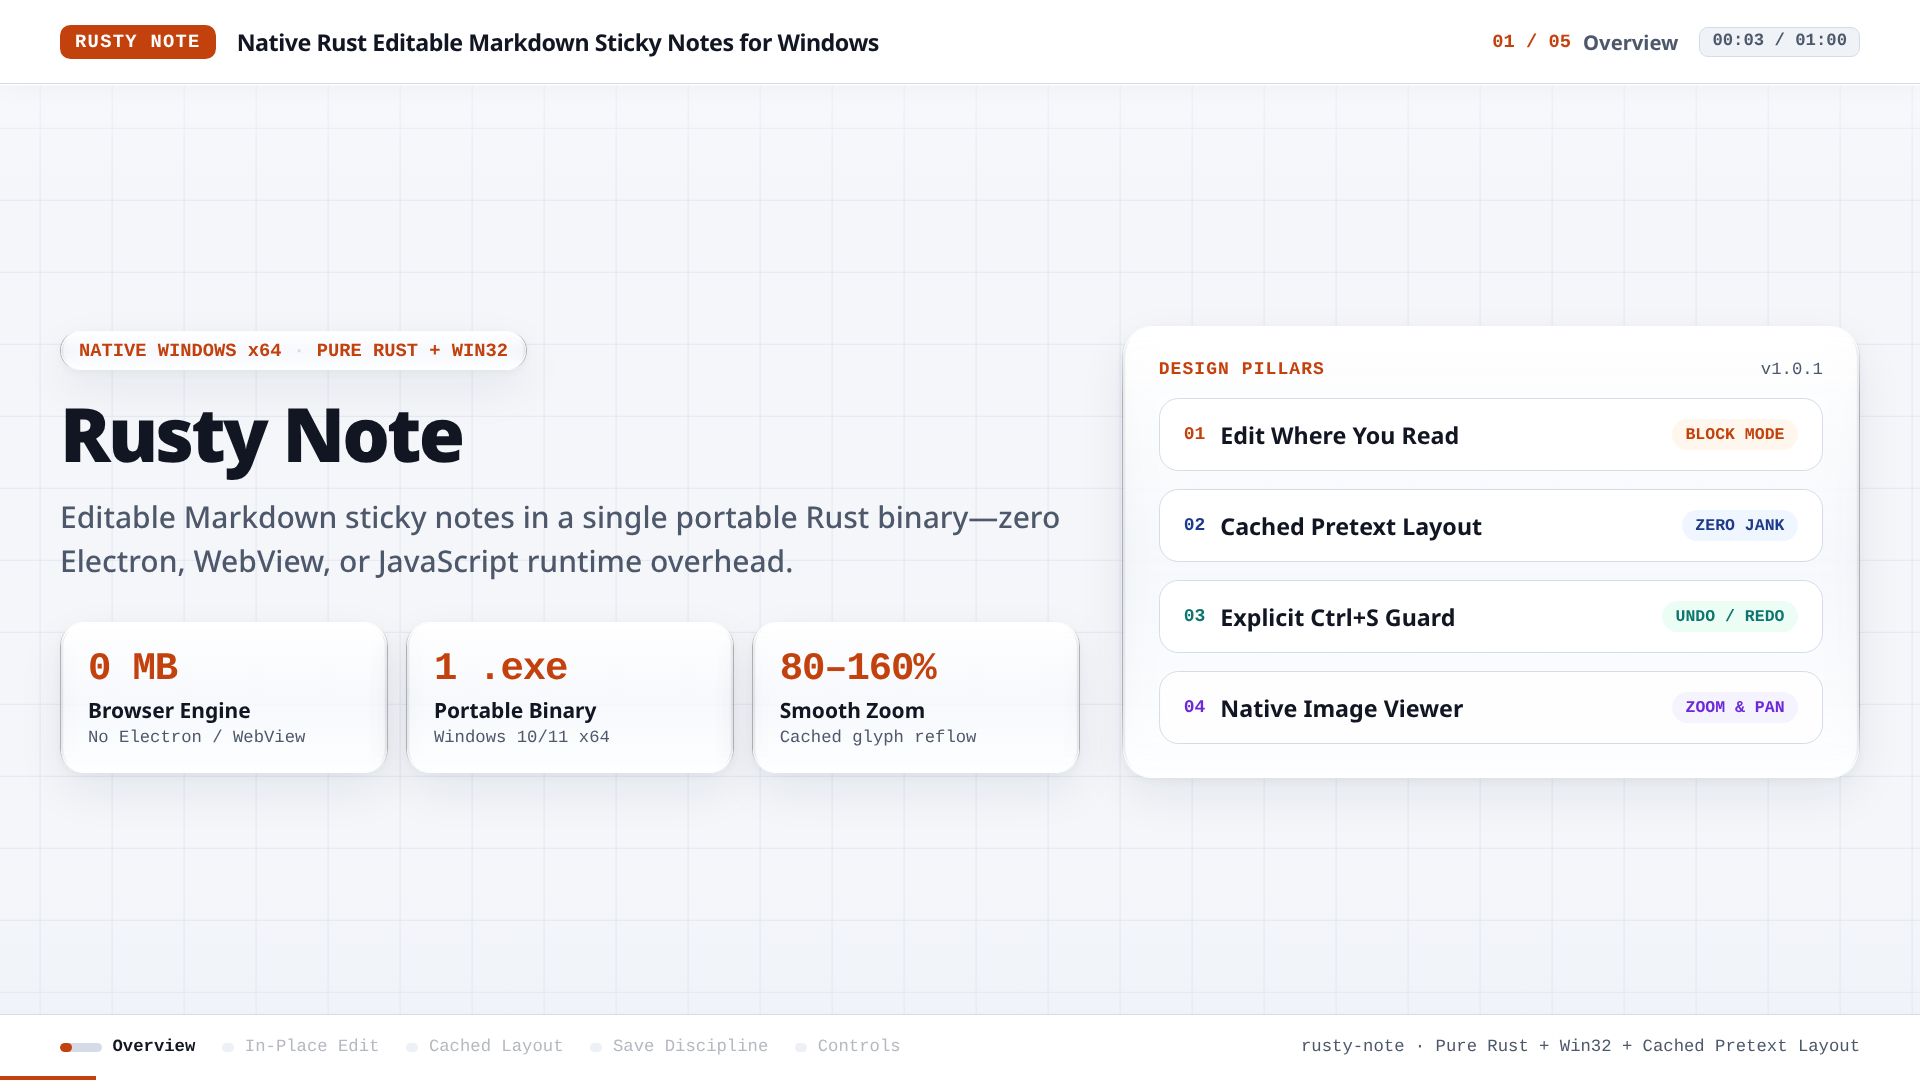 RUSTY NOTE
Native Rust Editable Markdown Sticky Notes for Windows
01 / 05 Overview
00:03 / 01:00
NATIVE WINDOWS x64 · PURE RUST + WIN32
Rusty Note
Editable Markdown sticky notes in a single portable Rust binary—zero
Electron, WebView, or JavaScript runtime overhead.
0 MB
Browser Engine
No Electron / WebView
1 .exe
Portable Binary
Windows 10/11 x64
80–160%
Smooth Zoom
Cached glyph reflow
DESIGN PILLARS
v1.0.1
01 Edit Where You Read
BLOCK MODE
02 Cached Pretext Layout
ZERO JANK
03 Explicit Ctrl+S Guard
UNDO / REDO
04 Native Image Viewer
ZOOM & PAN
Overview
In-Place Edit
Cached Layout
Save Discipline
Controls
rusty-note · Pure Rust + Win32 + Cached Pretext Layout